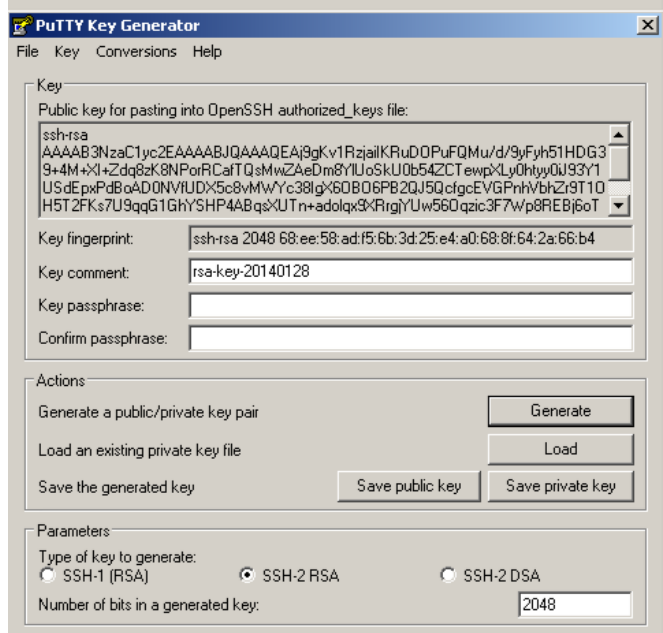 PuTTY Key Generator
File Key Conversions Help
Key
Public key for pasting into OpenSSH authorized_keys file:
ssh-rsa
AAAAB3NzaC1yc2EAAAABJQAAAQEAj9gKv1RzjailKRuDOPuFQMu/d/9yFyh51HDG3
9+4M+XI+Zdq8zK8NPorRCafTQsMwZAeDm8YlUoSkU0b54ZCTewpXLy0htyy0iJ93Y1
USdEpxPdBoAD0NVfUDX5c8vMWYc38IgX6OBO6PB2QJ5QcfgcEVGPnhVbhZr9T1O
H5T2FKs7U9qqG1GhYSHP4ABqsXUTn+adolqx9XRrgjYUw56Oqzic3F7Wp8REBj6oT
Key fingerprint: ssh-rsa 2048 68:ee:58:ad:f5:6b:3d:25:e4:a0:68:8f:64:2a:66:b4
Key comment: rsa-key-20140128
Key passphrase:
Confirm passphrase:
Actions
Generate a public/private key pair Generate
Load an existing private key file Load
Save the generated key Save public key Save private key
Parameters
Type of key to generate:
SSH-1 (RSA) SSH-2 RSA SSH-2 DSA
Number of bits in a generated key: 2048